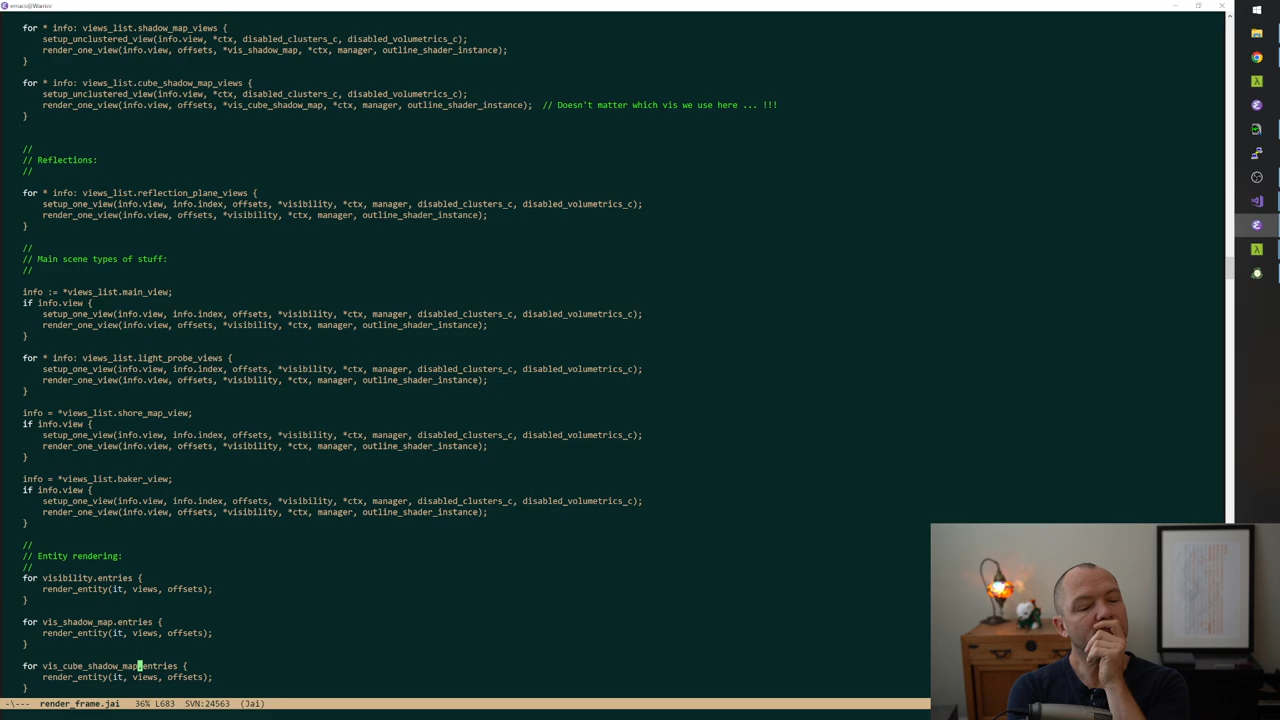 emacs@Warrior
for * info: views_list.shadow_map_views {
setup_unclustered_view(info.view, *ctx, disabled_clusters_c, disabled_volumetrics_c);
render_one_view(info.view, offsets, *vis_shadow_map, *ctx, manager, outline_shader_instance);
}
for * info: views_list.cube_shadow_map_views {
setup_unclustered_view(info.view, *ctx, disabled_clusters_c, disabled_volumetrics_c);
render_one_view(info.view, offsets, *vis_cube_shadow_map, *ctx, manager, outline_shader_instance);  // Doesn't matter which vis we use here ... !!!
}
//
// Reflections:
//
for * info: views_list.reflection_plane_views {
setup_one_view(info.view, info.index, offsets, *visibility, *ctx, manager, disabled_clusters_c, disabled_volumetrics_c);
render_one_view(info.view, offsets, *visibility, *ctx, manager, outline_shader_instance);
}
//
// Main scene types of stuff:
//
info := *views_list.main_view;
if info.view {
setup_one_view(info.view, info.index, offsets, *visibility, *ctx, manager, disabled_clusters_c, disabled_volumetrics_c);
render_one_view(info.view, offsets, *visibility, *ctx, manager, outline_shader_instance);
}
for * info: views_list.light_probe_views {
setup_one_view(info.view, info.index, offsets, *visibility, *ctx, manager, disabled_clusters_c, disabled_volumetrics_c);
render_one_view(info.view, offsets, *visibility, *ctx, manager, outline_shader_instance);
}
info = *views_list.shore_map_view;
if info.view {
setup_one_view(info.view, info.index, offsets, *visibility, *ctx, manager, disabled_clusters_c, disabled_volumetrics_c);
render_one_view(info.view, offsets, *visibility, *ctx, manager, outline_shader_instance);
}
info = *views_list.baker_view;
if info.view {
setup_one_view(info.view, info.index, offsets, *visibility, *ctx, manager, disabled_clusters_c, disabled_volumetrics_c);
render_one_view(info.view, offsets, *visibility, *ctx, manager, outline_shader_instance);
}
//
// Entity rendering:
//
for visibility.entries {
render_entity(it, views, offsets);
}
for vis_shadow_map.entries {
render_entity(it, views, offsets);
}
for vis_cube_shadow_map.entries {
render_entity(it, views, offsets);
}
-\--- render_frame.jai 36% L683 SVN:24563 (Jai)